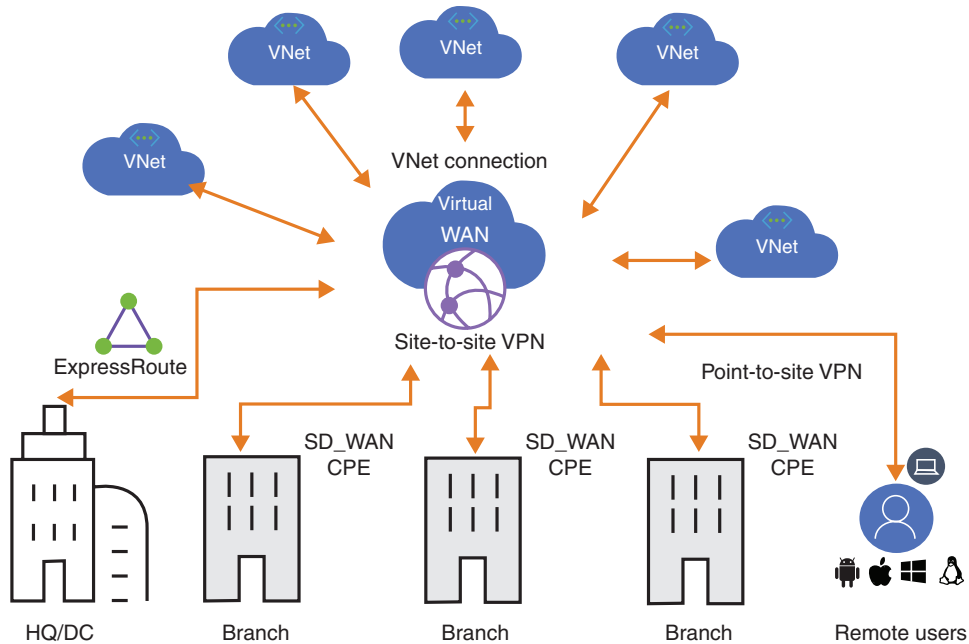 VNet
VNet
VNet
VNet
VNet connection
Virtual
WAN
VNet
Site-to-site VPN
ExpressRoute
Point-to-site VPN
SD_WAN
CPE
SD_WAN
CPE
SD_WAN
CPE
HQ/DC
Branch
Branch
Branch
Remote users